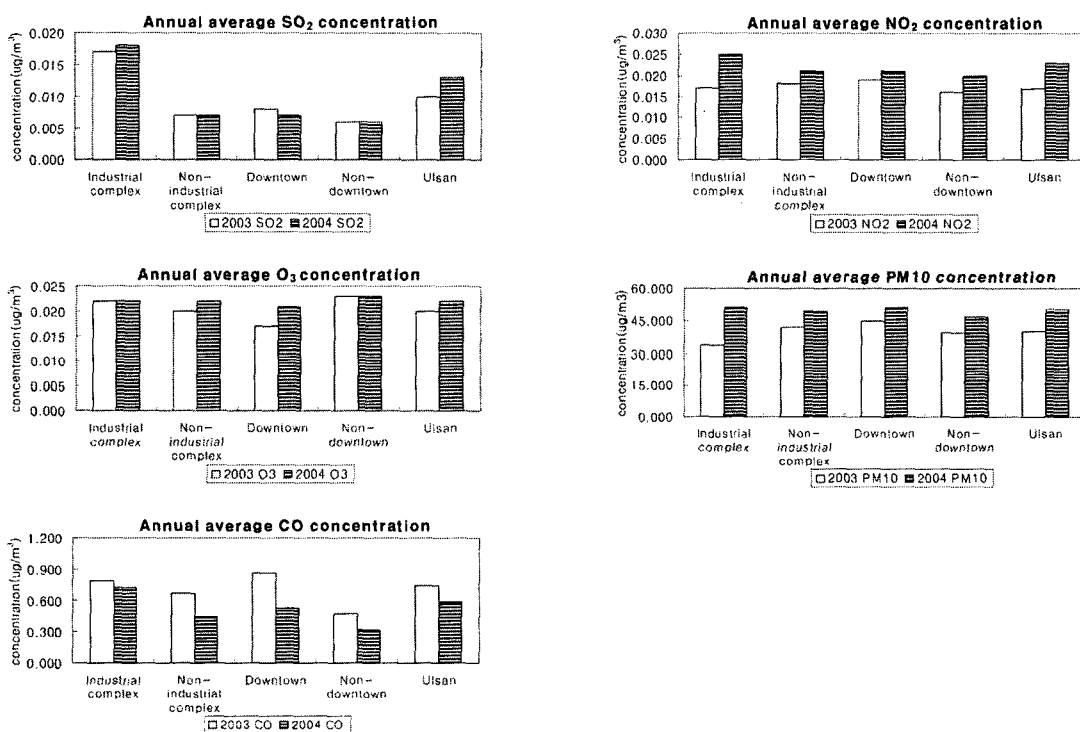 Annual average SO₂ concentration
concentration(ug/m³)
0.020
0.015
0.010
0.005
0.000
Industrial complex
Non-industrial complex
Downtown
Non-downtown
Ulsan
2003 SO2 2004 SO2
Annual average NO₂ concentration
concentration(ug/m³)
0.030
0.025
0.020
0.015
0.010
0.005
0.000
Industrial complex
Non-industrial complex
Downtown
Non-downtown
Ulsan
2003 NO2 2004 NO2
Annual average O₃ concentration
concentration(ug/m³)
0.025
0.020
0.015
0.010
0.005
0.000
Industrial complex
Non-industrial complex
Downtown
Non-downtown
Ulsan
2003 O3 2004 O3
Annual average PM10 concentration
concentration(ug/m3)
60.000
45.000
30.000
15.000
0.000
Industrial complex
Non-industrial complex
Downtown
Non-downtown
Ulsan
2003 PM10 2004 PM10
Annual average CO concentration
concentration(ug/m³)
1.200
0.900
0.600
0.300
0.000
Industrial complex
Non-industrial complex
Downtown
Non-downtown
Ulsan
2003 CO 2004 CO